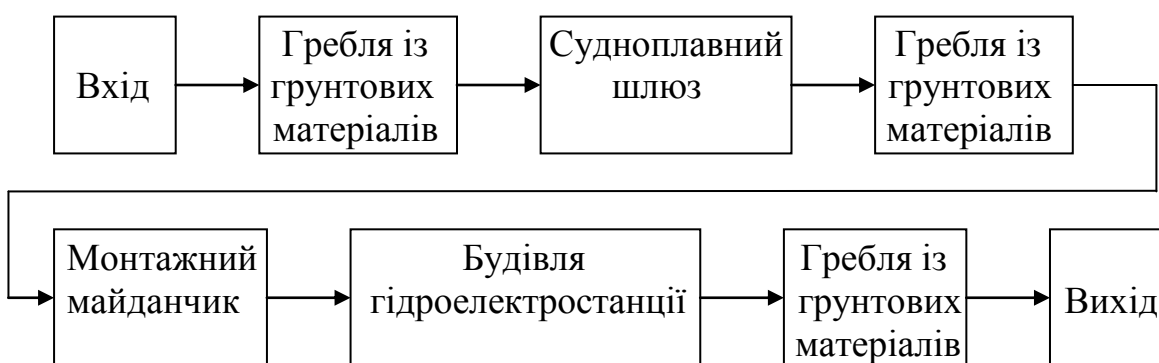 Вхід
Гребля із
грунтових
матеріалів
Судноплавний
шлюз
Гребля із
грунтових
матеріалів
Монтажний
майданчик
Будівля
гідроелектростанції
Гребля із
грунтових
матеріалів
Вихід